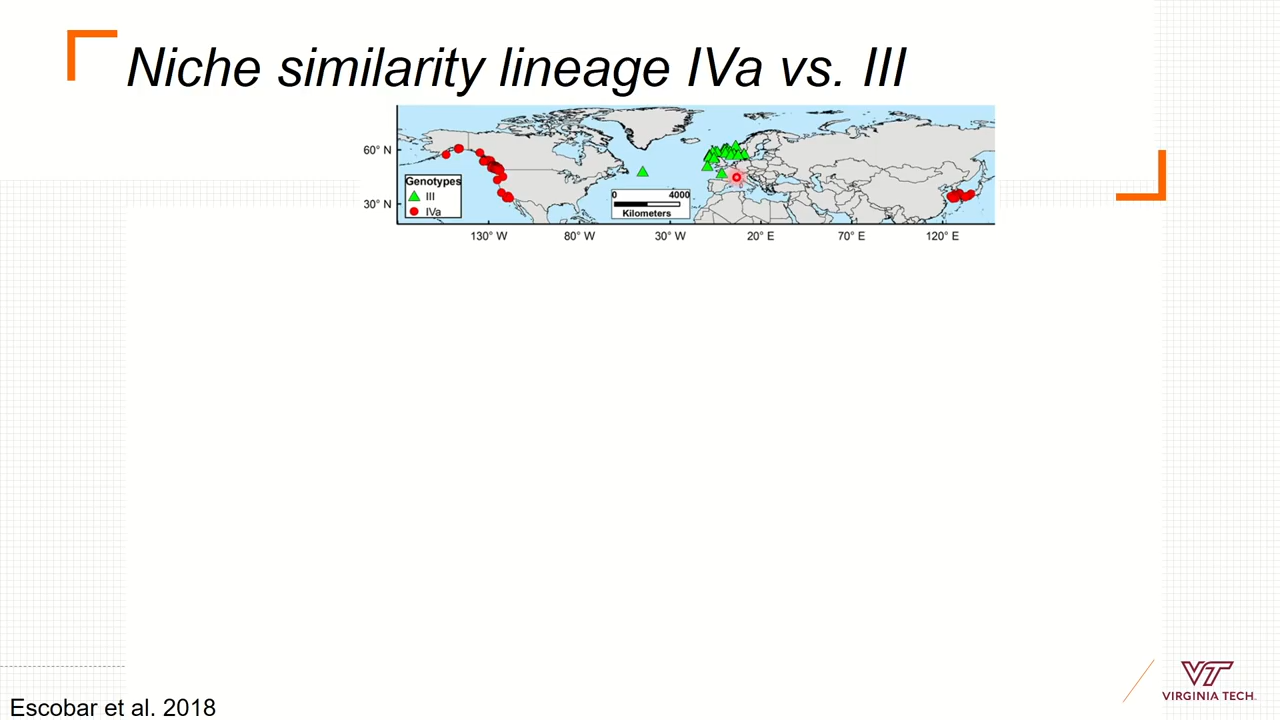 Niche similarity lineage IVa vs. III
60° N
30° N
Genotypes
III
IVa
0 4000
Kilometers
130° W 80° W 30° W 20° E 70° E 120° E
VT
VIRGINIA TECH.
Escobar et al. 2018